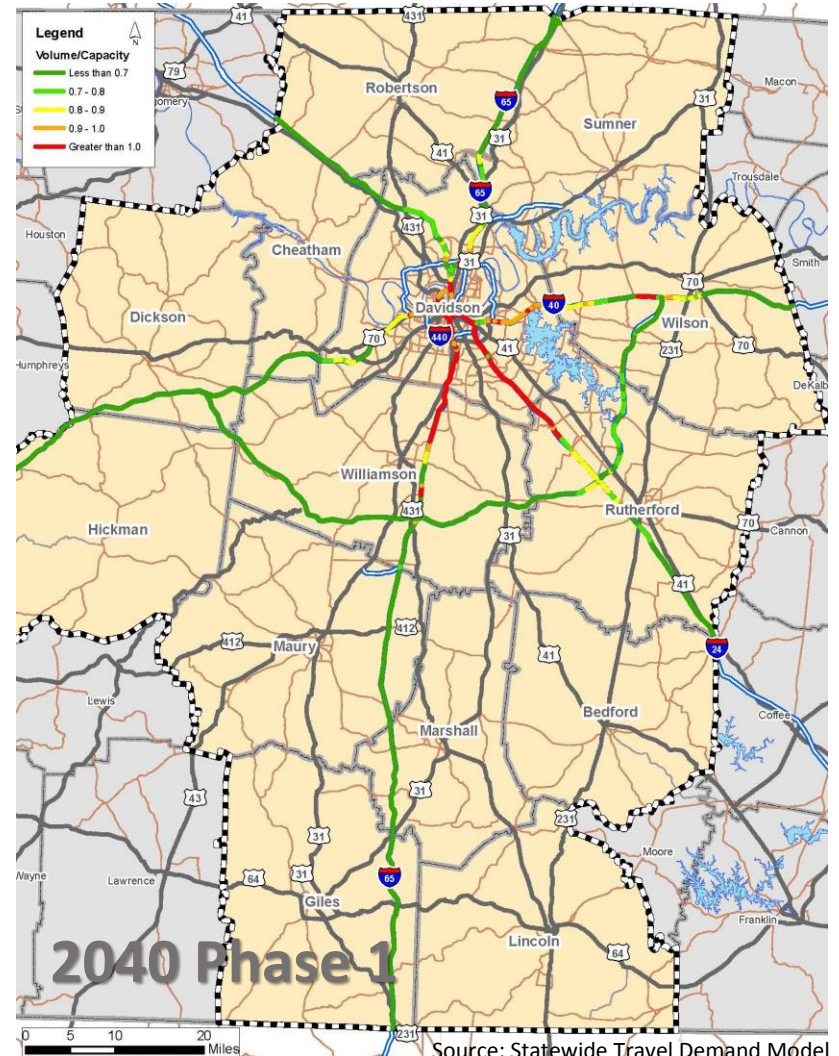 Legend
N
Volume/Capacity
Less than 0.7
0.7 - 0.8
0.8 - 0.9
0.9 - 1.0
Greater than 1.0
41
431
79
gomery
Robertson
65
31
Macon
31
Sumner
41
65
Trousdale
31
431
Houston
Cheatham
31
Smith
70
Dickson
Davidson
40
Wilson
70
440
41
231
70
Humphreys
DeKalb
Williamson
431
Rutherford
70
Cannon
Hickman
31
41
24
412
412
Maury
41
Lewis
Bedford
Coffee
Marshall
43
31
231
31
Moore
Wayne
Lawrence
64
31
65
Giles
Franklin
Lincoln
64
2040 Phase 1
231
0 5 10 20
Miles
Source: Statewide Travel Demand Model